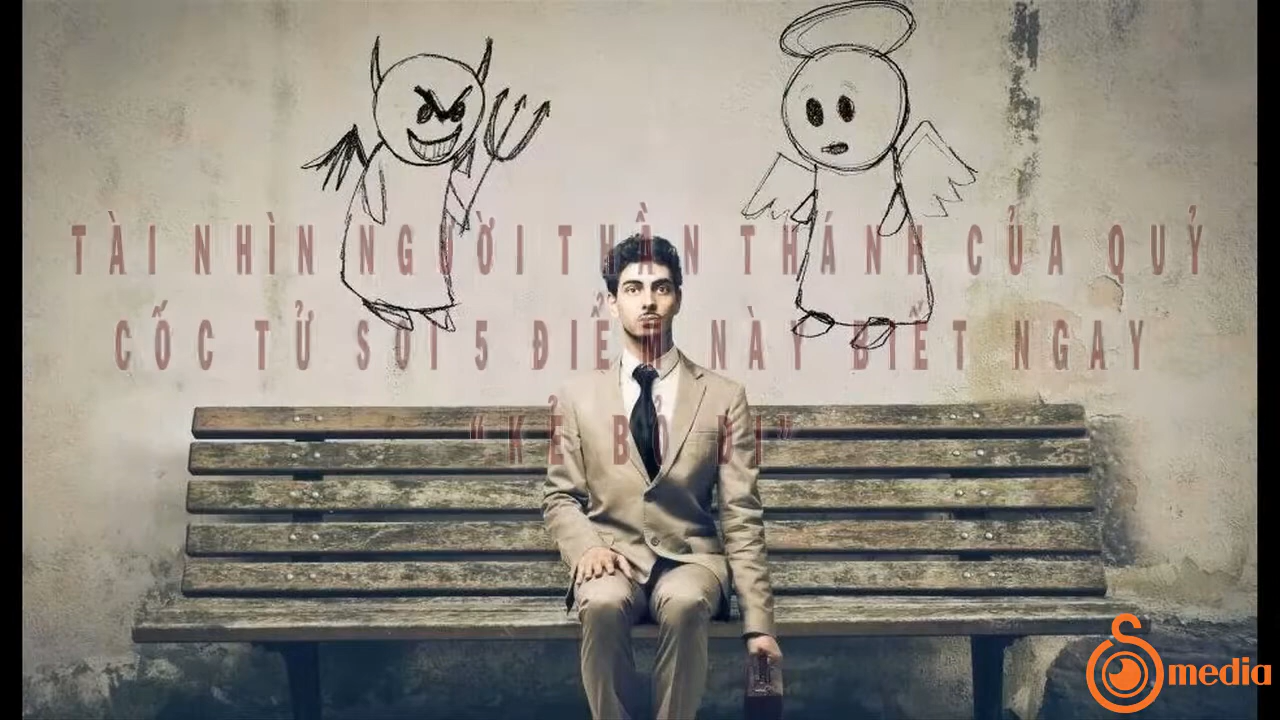 TÀI NHÌN NGƯỜI THẦN THÁNH CỦA QUỶ
CỐC TỬ SOI 5 ĐIỂM NÀY BIẾT NGAY
“KẺ BỎ ĐI”
media